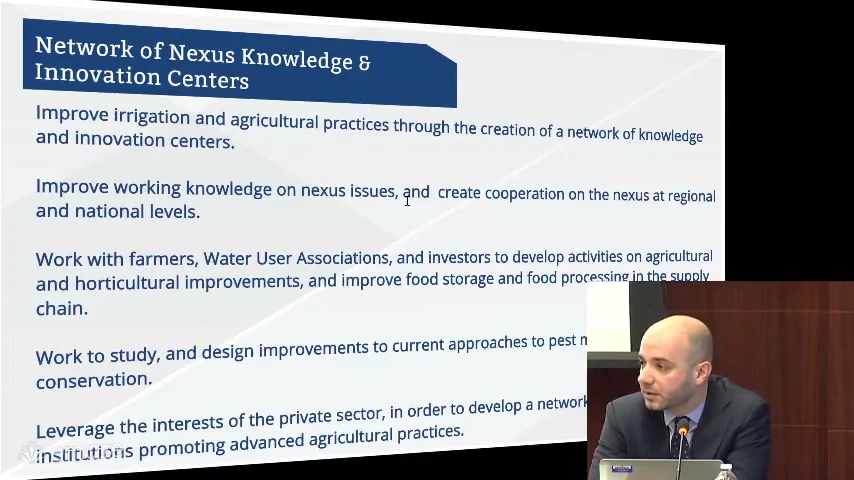 Network of Nexus Knowledge &
Innovation Centers
Improve irrigation and agricultural practices through the creation of a network of knowledge
and innovation centers.
Improve working knowledge on nexus issues, and create cooperation on the nexus at regional
and national levels.
Work with farmers, Water User Associations, and investors to develop activities on agricultural
and horticultural improvements, and improve food storage and food processing in the supply
chain.
Work to study, and design improvements to current approaches to pest
conservation.
Leverage the interests of the private sector, in order to develop a network
institutions promoting advanced agricultural practices.